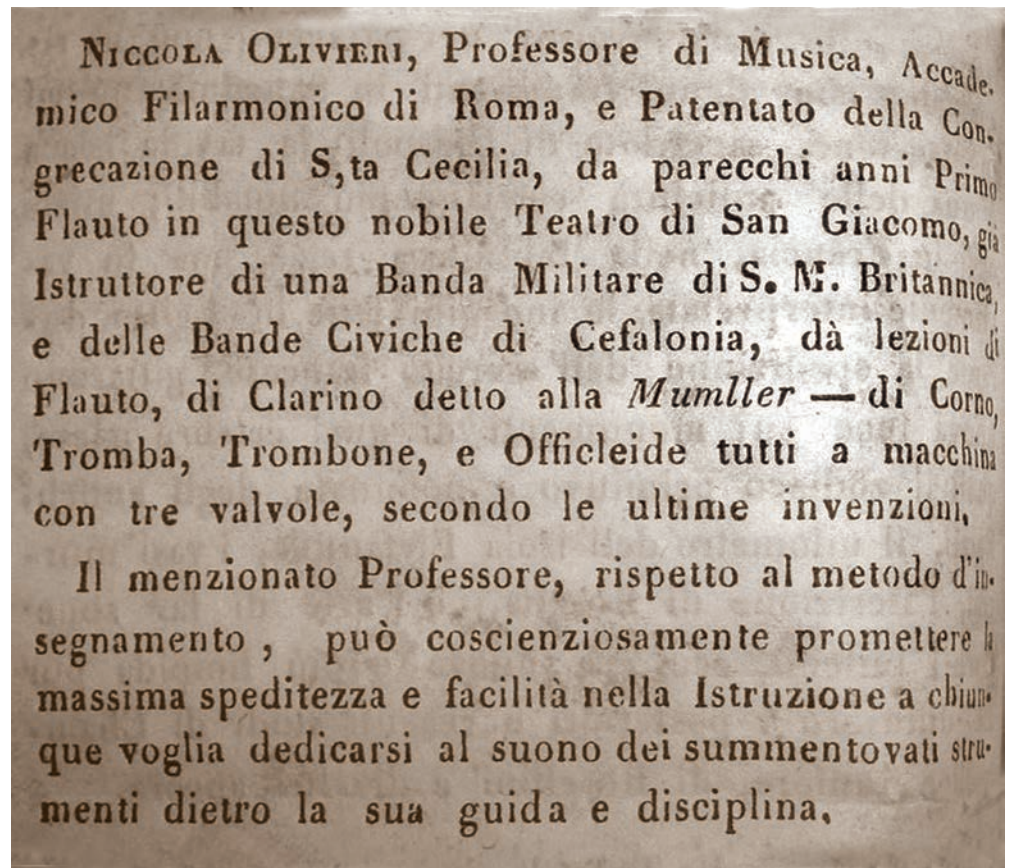 NICCOLA OLIVIERI, Professore di Musica, Accade-
mico Filarmonico di Roma, e Patentato della Con-
grecazione di S,ta Cecilia, da parecchi anni Primo
Flauto in questo nobile Teatro di San Giacomo, già
Istruttore di una Banda Militare di S. M. Britannica,
e delle Bande Civiche di Cefalonia, dà lezioni di
Flauto, di Clarino detto alla Mumller — di Corno,
Tromba, Trombone, e Officleide tutti a macchina
con tre valvole, secondo le ultime invenzioni,
Il menzionato Professore, rispetto al metodo d'in-
segnamento , può coscienziosamente promettere la
massima speditezza e facilità nella Istruzione a chiun-
que voglia dedicarsi al suono dei summentovati stru-
menti dietro la sua guida e disciplina,